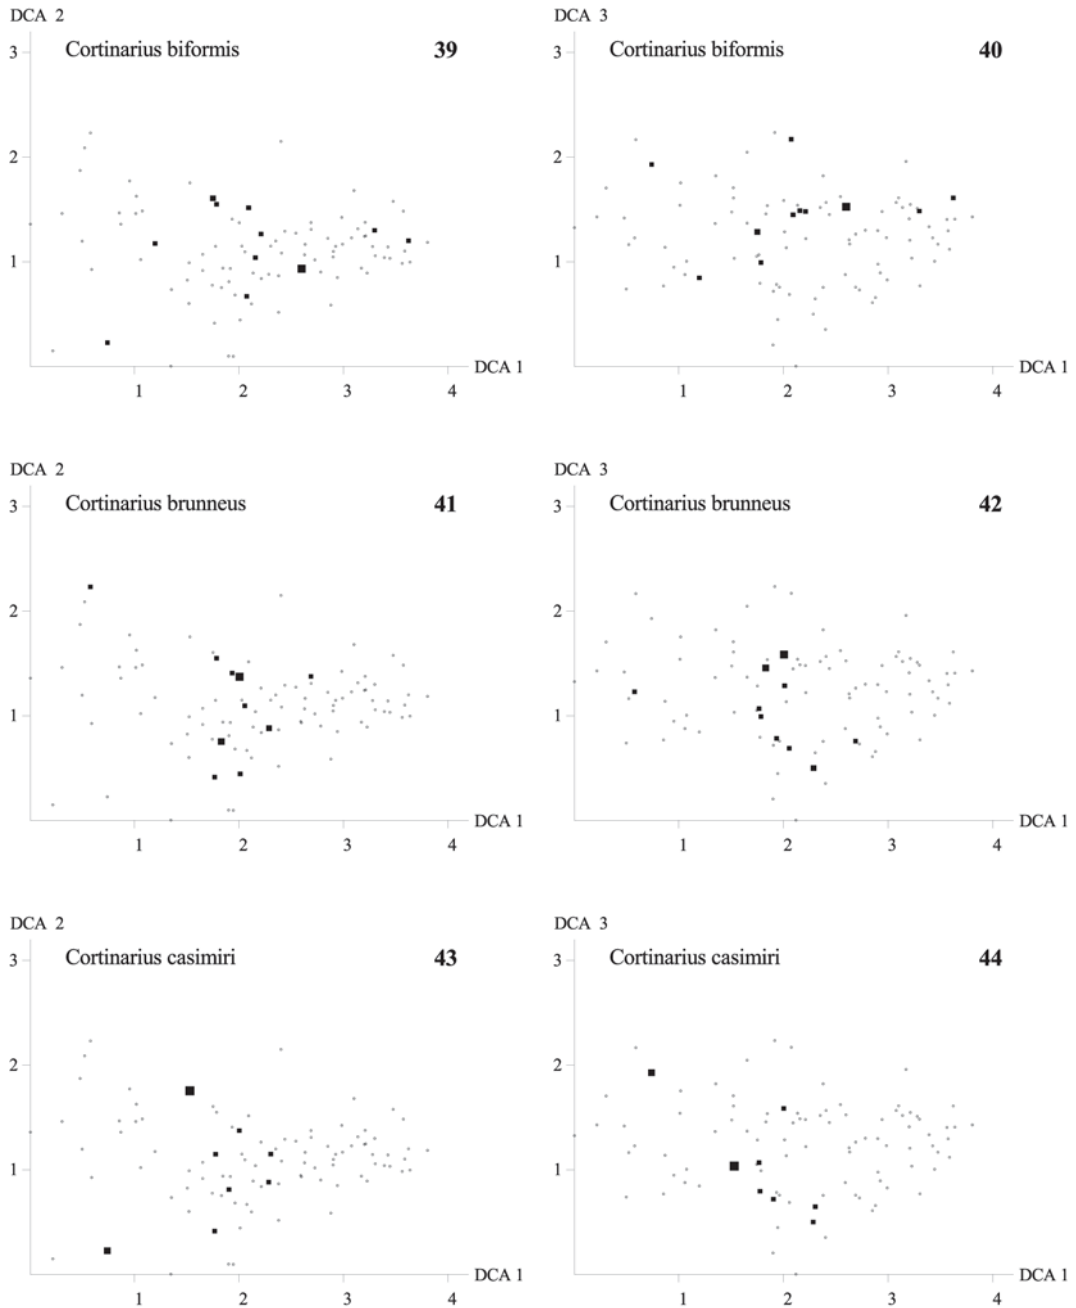 DCA 2
DCA 3
3
Cortinarius biformis
39
3
Cortinarius biformis
40
2
2
1
1
DCA 1
DCA 1
1 2 3 4
1 2 3 4
DCA 2
DCA 3
3
Cortinarius brunneus
41
3
Cortinarius brunneus
42
2
2
1
1
DCA 1
DCA 1
1 2 3 4
1 2 3 4
DCA 2
DCA 3
3
Cortinarius casimiri
43
3
Cortinarius casimiri
44
2
2
1
1
DCA 1
DCA 1
1 2 3 4
1 2 3 4